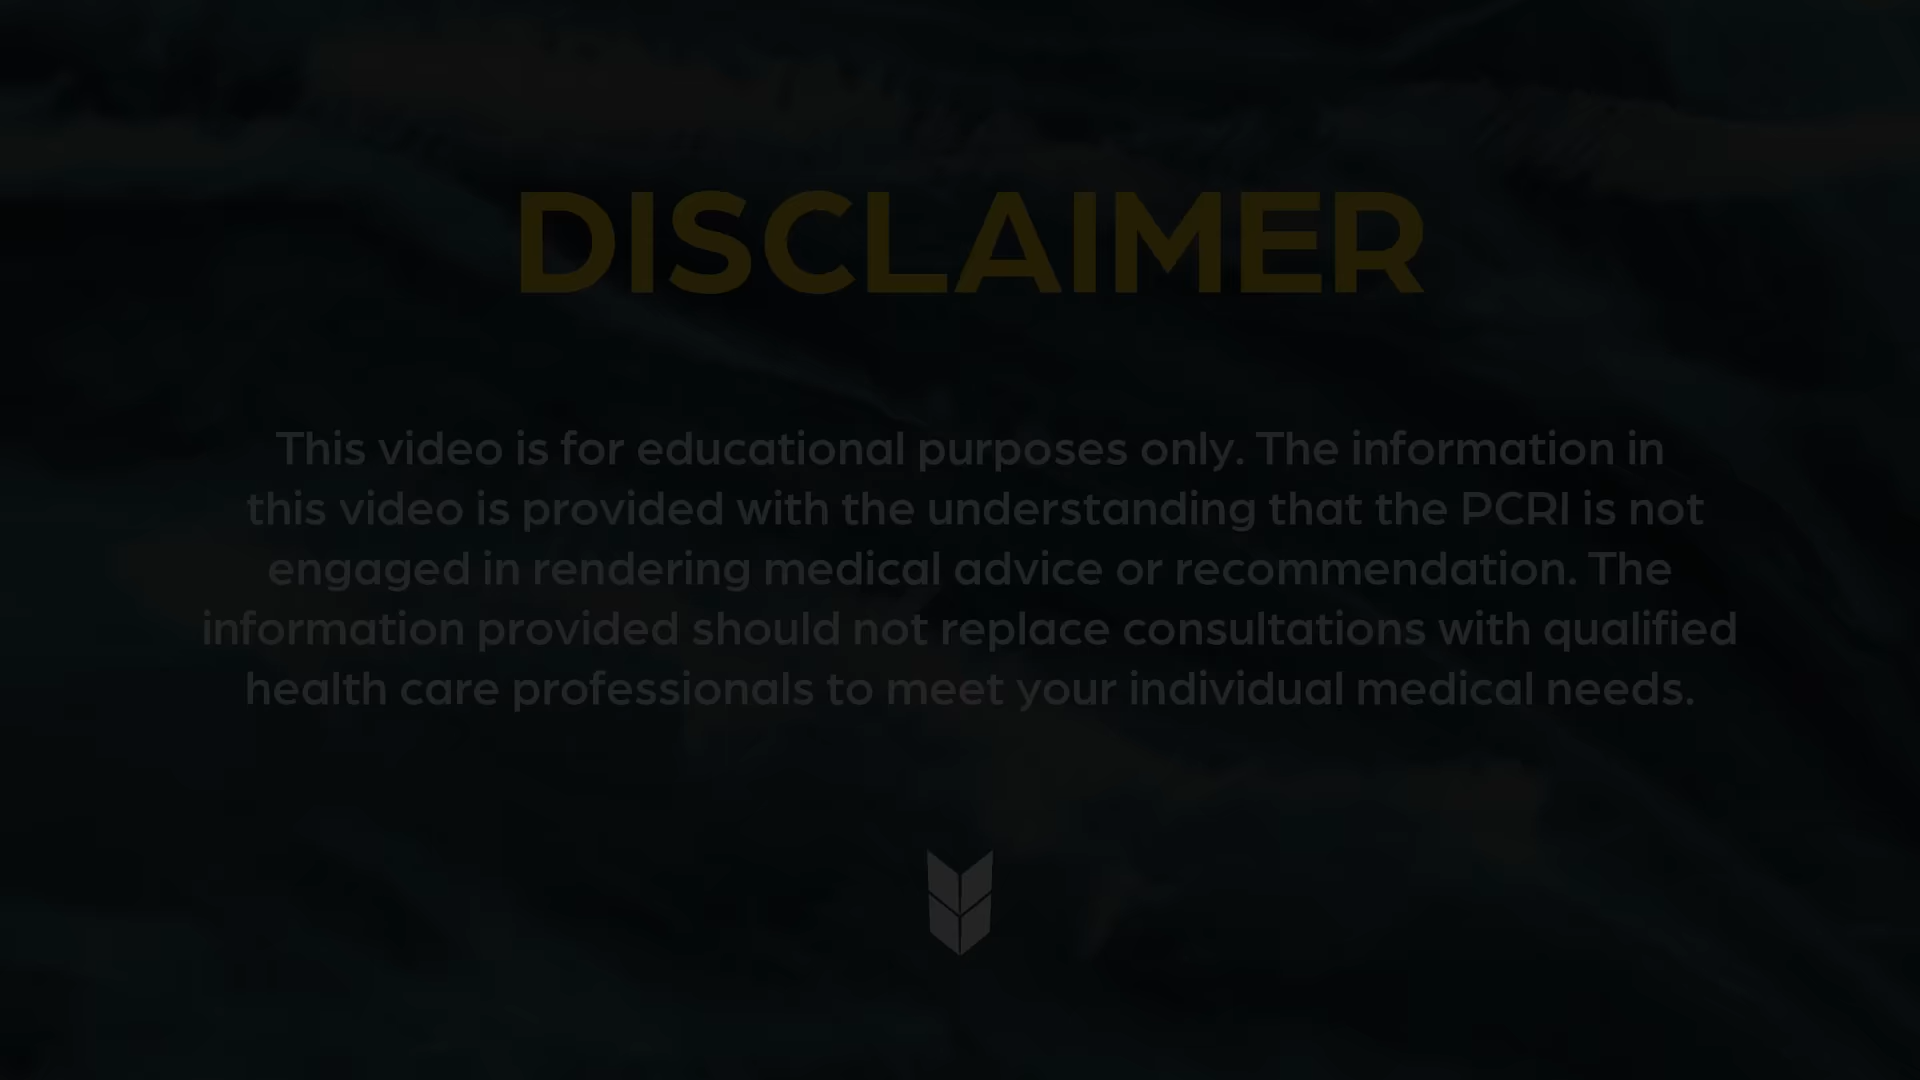 DISCLAIMER
This video is for educational purposes only. The information in
this video is provided with the understanding that the PCRI is not
engaged in rendering medical advice or recommendation. The
information provided should not replace consultations with qualified
health care professionals to meet your individual medical needs.